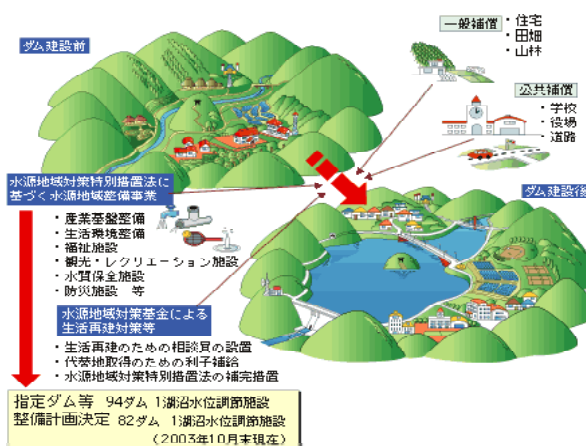 ダム建設前
一般補償
・住宅
・田畑
・山林
公共補償
・学校
・役場
・道路
水源地域対策特別措置法に
基づく水源地域整備事業
・産業基盤整備
・生活環境整備
・福祉施設
・観光・レクリエーション施設
・水質保全施設
・防災施設 等
ダム建設後
水源地域対策基金による
生活再建対策等
・生活再建のための相談員の設置
・代替地取得のための利子補給
・水源地域対策特別措置法の補完措置
指定ダム等 94ダム 1湖沼水位調節施設
整備計画決定 82ダム 1湖沼水位調節施設
(2003年10月末現在)